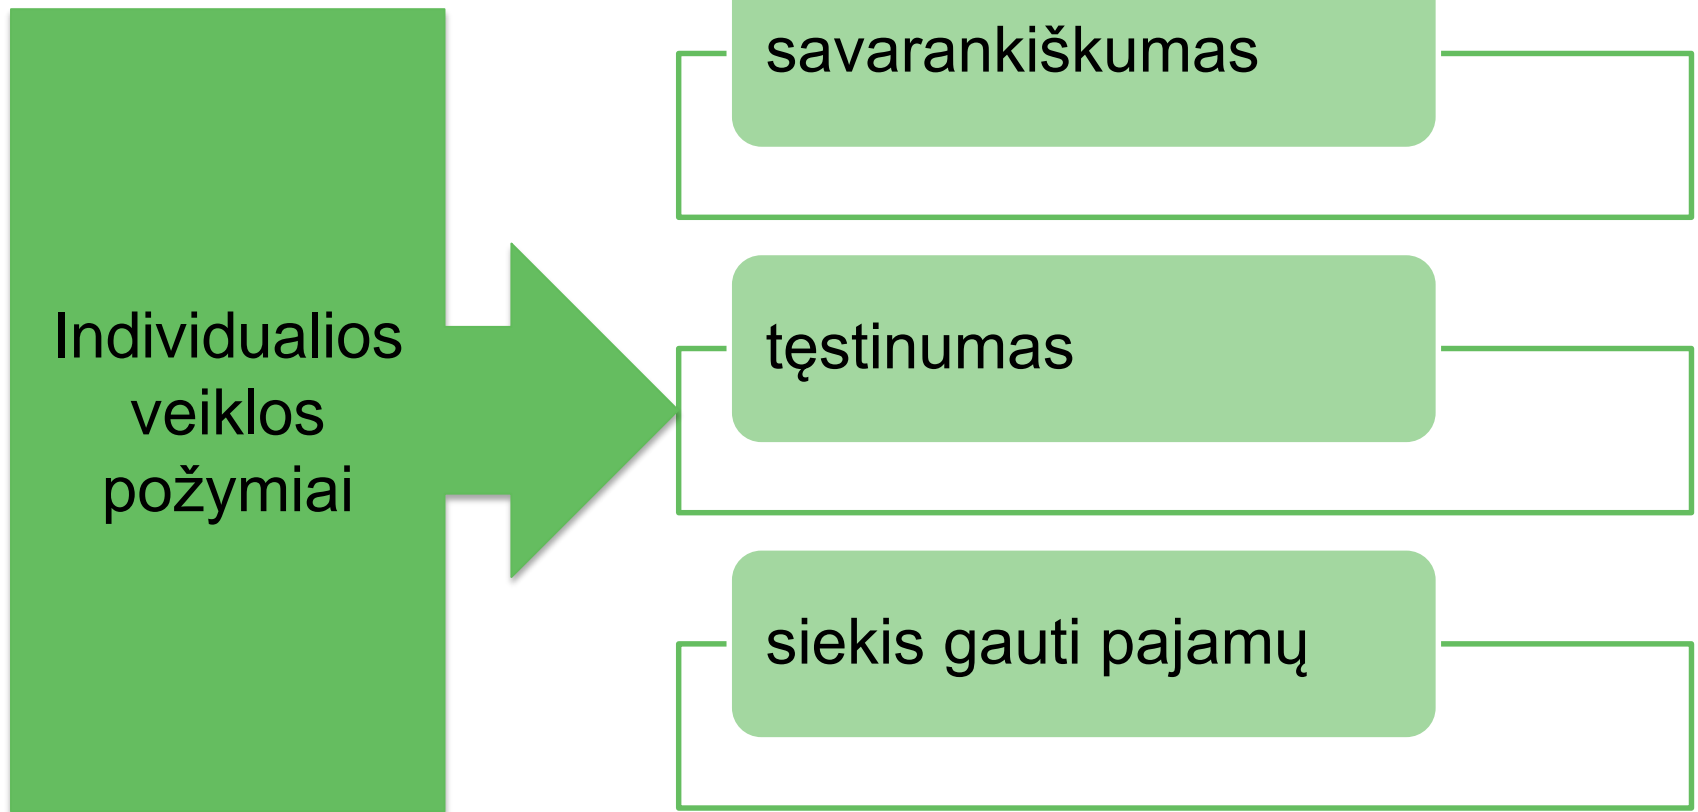 Individualios
veiklos
požymiai
savarankiškumas
tęstinumas
siekis gauti pajamų